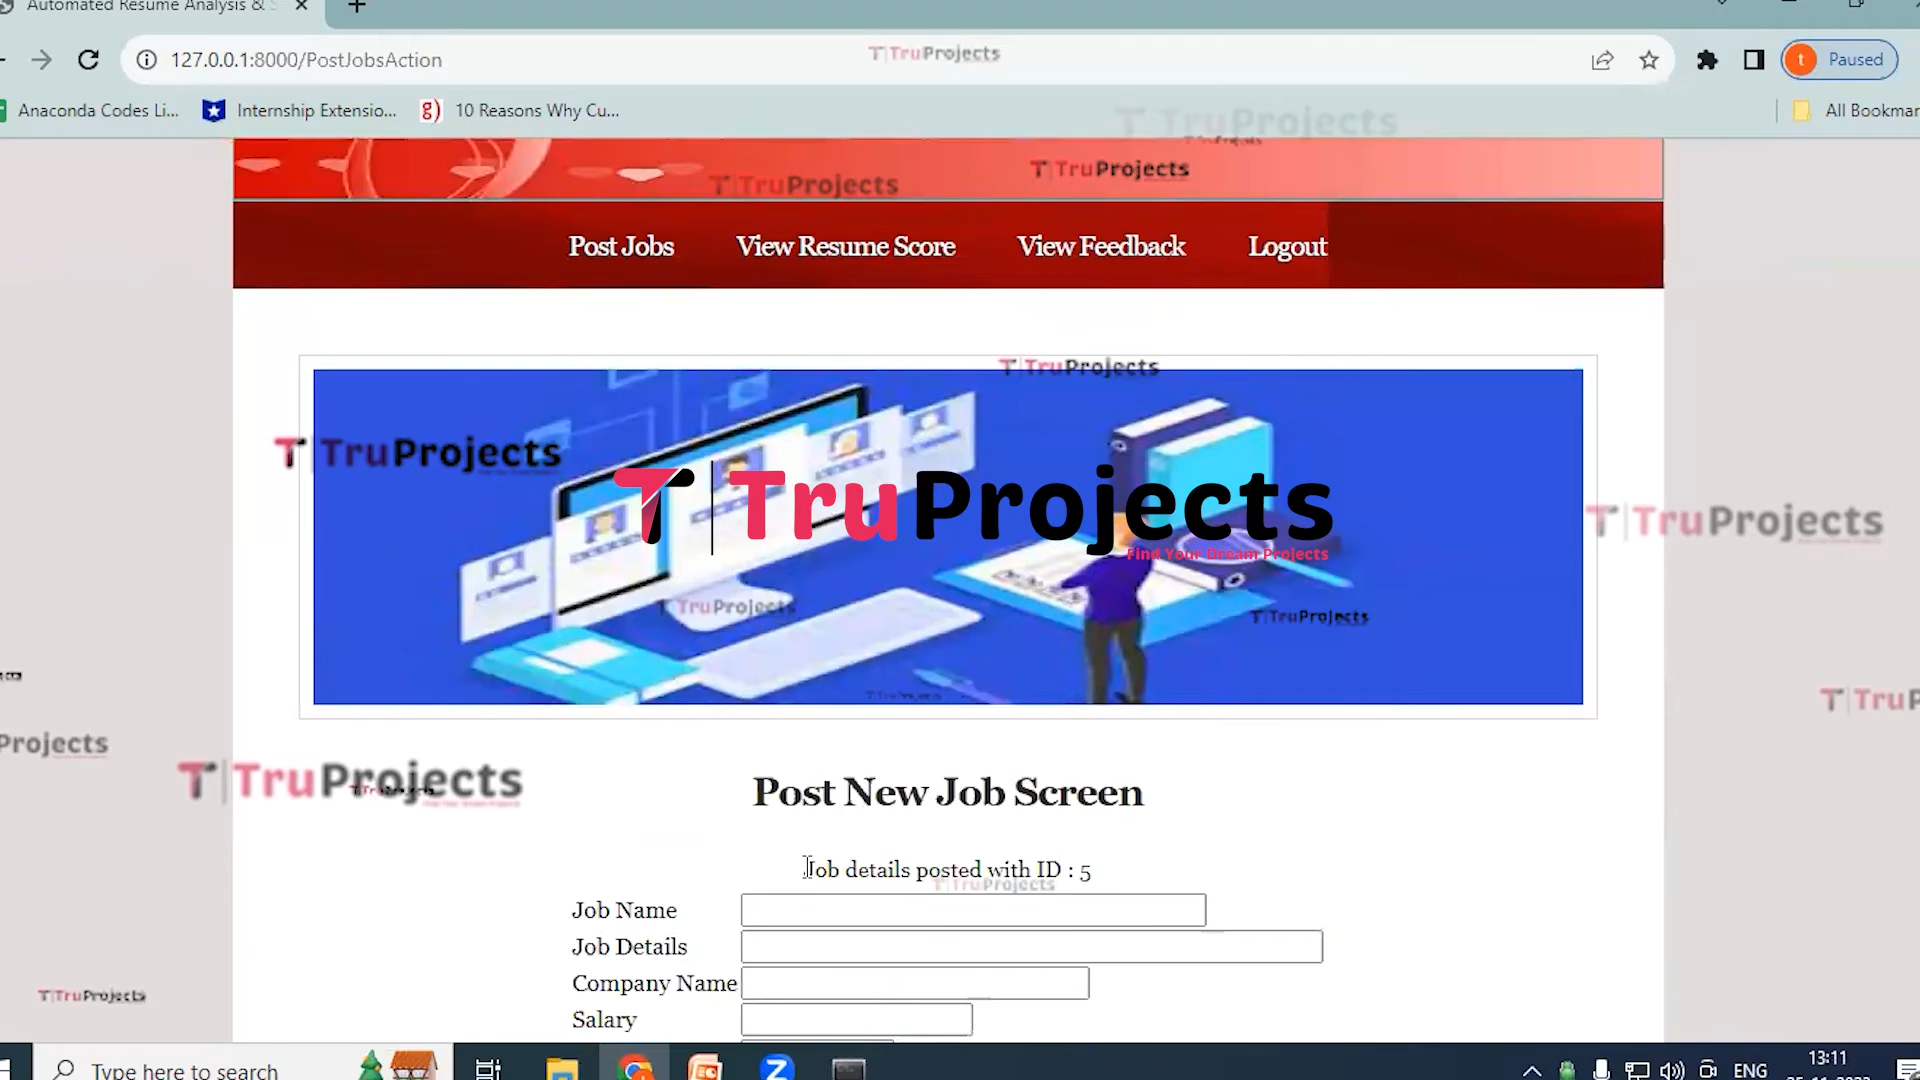 Automated Resume Analysis &
127.0.0.1:8000/PostJobsAction
TruProjects
Paused
Anaconda Codes Li...
Internship Extensio...
10 Reasons Why Cu...
All Bookmar
TruProjects
TruProjects
TruProjects
Post Jobs
View Resume Score
View Feedback
Logout
TruProjects
TruProjects
TruProjects
Find Your Dream Projects
TruProjects
TruProjects
TruProjects
TruP
Projects
TruProjects
Post New Job Screen
Job details posted with ID : 5
TruProjects
Job Name
Job Details
Company Name
TruProjects
Salary
Type here to search
ENG
13:11